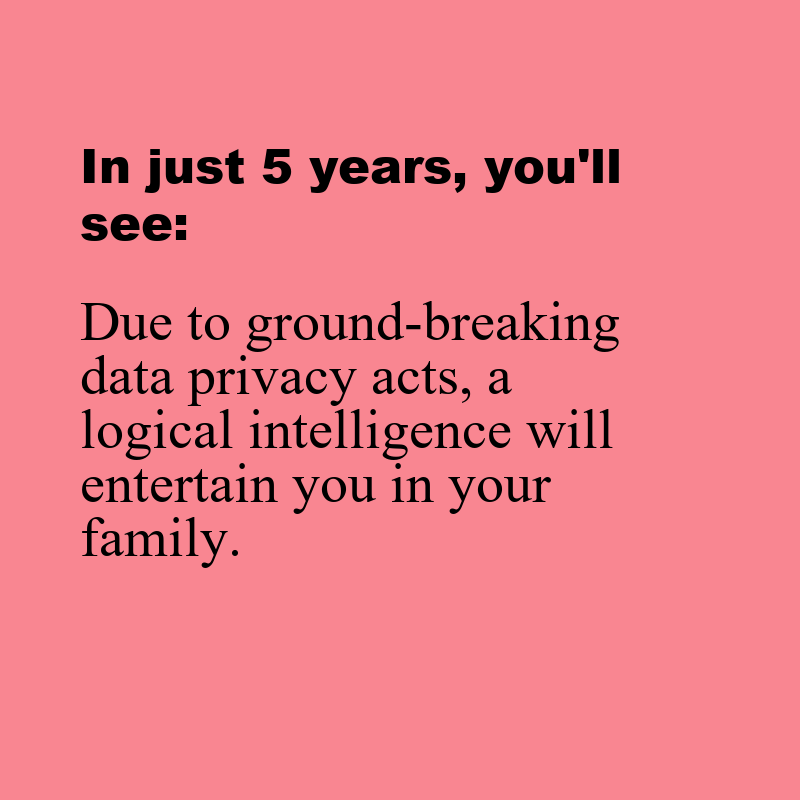 In just 5 years, you'll
see:
Due to ground-breaking
data privacy acts, a
logical intelligence will
entertain you in your
family.